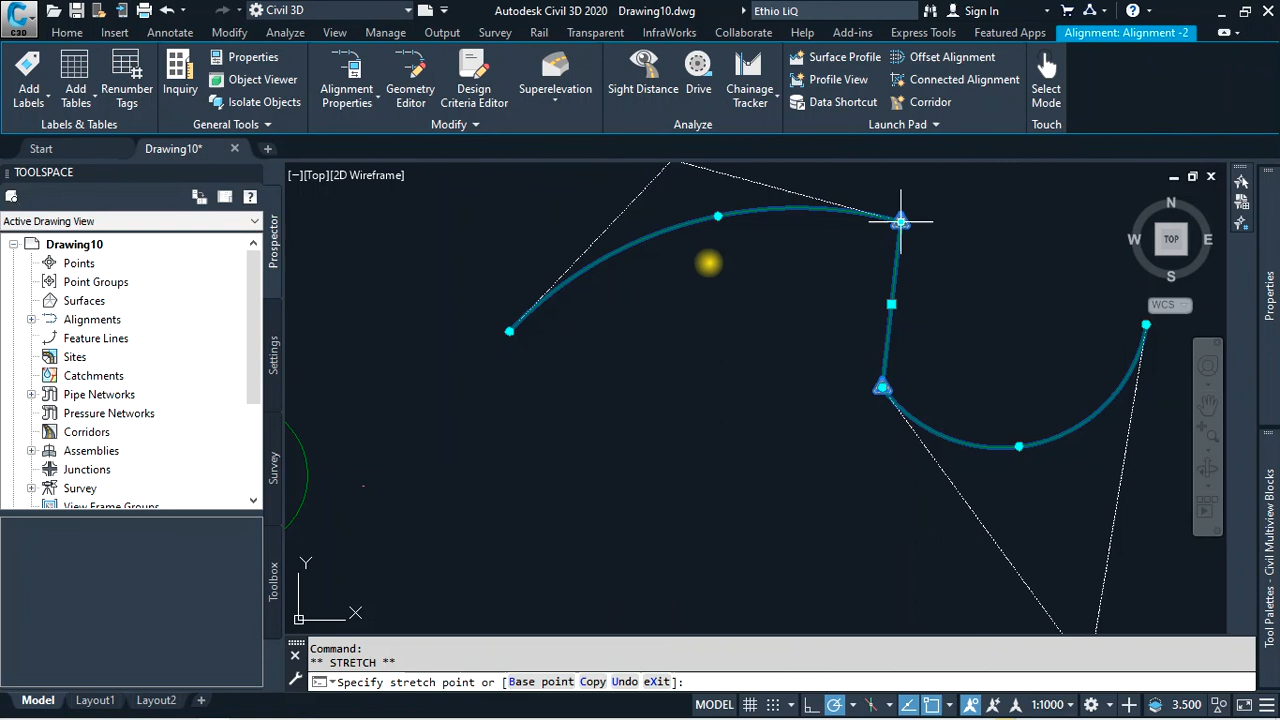 Civil 3D
Autodesk Civil 3D 2020 Drawing10.dwg
Ethio LiQ
Sign In
C3D
Home
Insert
Annotate
Modify
Analyze
View
Manage
Output
Survey
Rail
Transparent
InfraWorks
Collaborate
Help
Add-ins
Express Tools
Featured Apps
Alignment: Alignment -2
Add Labels
Add Tables
Renumber Tags
Labels & Tables
Inquiry
Properties
Object Viewer
Isolate Objects
General Tools
Alignment Properties
Geometry Editor
Design Criteria Editor
Superelevation
Modify
Sight Distance
Drive
Chainage Tracker
Analyze
Surface Profile
Profile View
Data Shortcut
Offset Alignment
Connected Alignment
Corridor
Launch Pad
Select Mode
Touch
Start
Drawing10*
TOOLSPACE
Active Drawing View
Drawing10
Points
Point Groups
Surfaces
Alignments
Feature Lines
Sites
Catchments
Pipe Networks
Pressure Networks
Corridors
Assemblies
Junctions
Survey
View Frame Groups
Prospector
Settings
Survey
Toolbox
[−][Top][2D Wireframe]
N
W
TOP
E
S
WCS
Y
X
Properties
Tool Palettes - Civil Multiview Blocks
Command:
** STRETCH **
Specify stretch point or [Base point Copy Undo eXit]:
Model
Layout1
Layout2
MODEL
1:1000
3.500